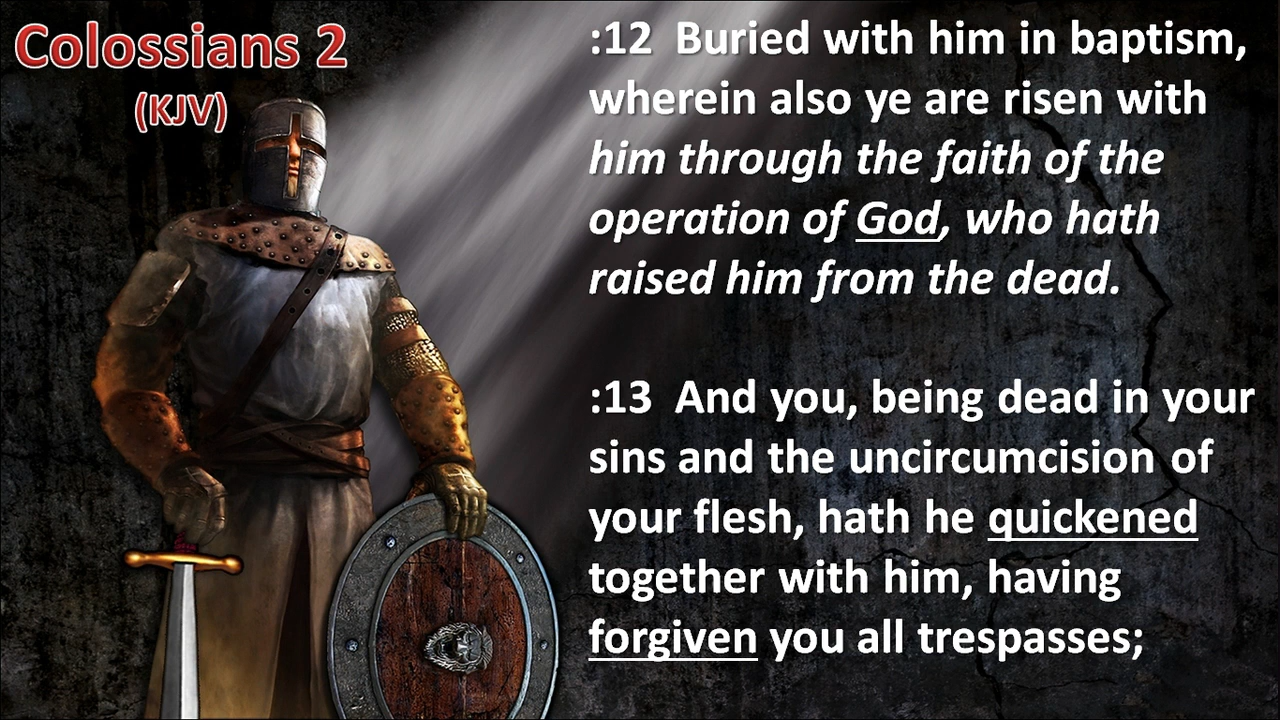 Colossians 2
(KJV)
:12  Buried with him in baptism,
wherein also ye are risen with
him through the faith of the
operation of God, who hath
raised him from the dead.
:13  And you, being dead in your
sins and the uncircumcision of
your flesh, hath he quickened
together with him, having
forgiven you all trespasses;